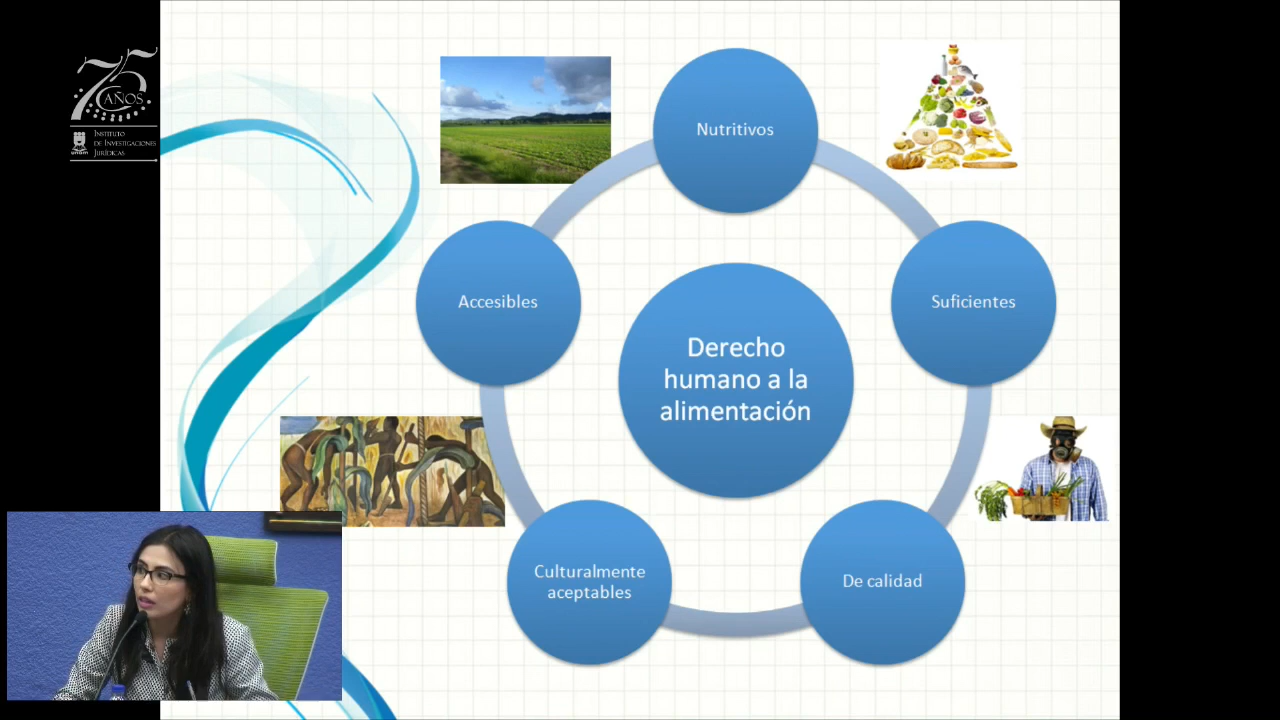 75
AÑOS
INSTITUTO
DE INVESTIGACIONES
JURÍDICAS
Nutritivos
Accesibles
Suficientes
Derecho
humano a la
alimentación
Culturalmente
aceptables
De calidad